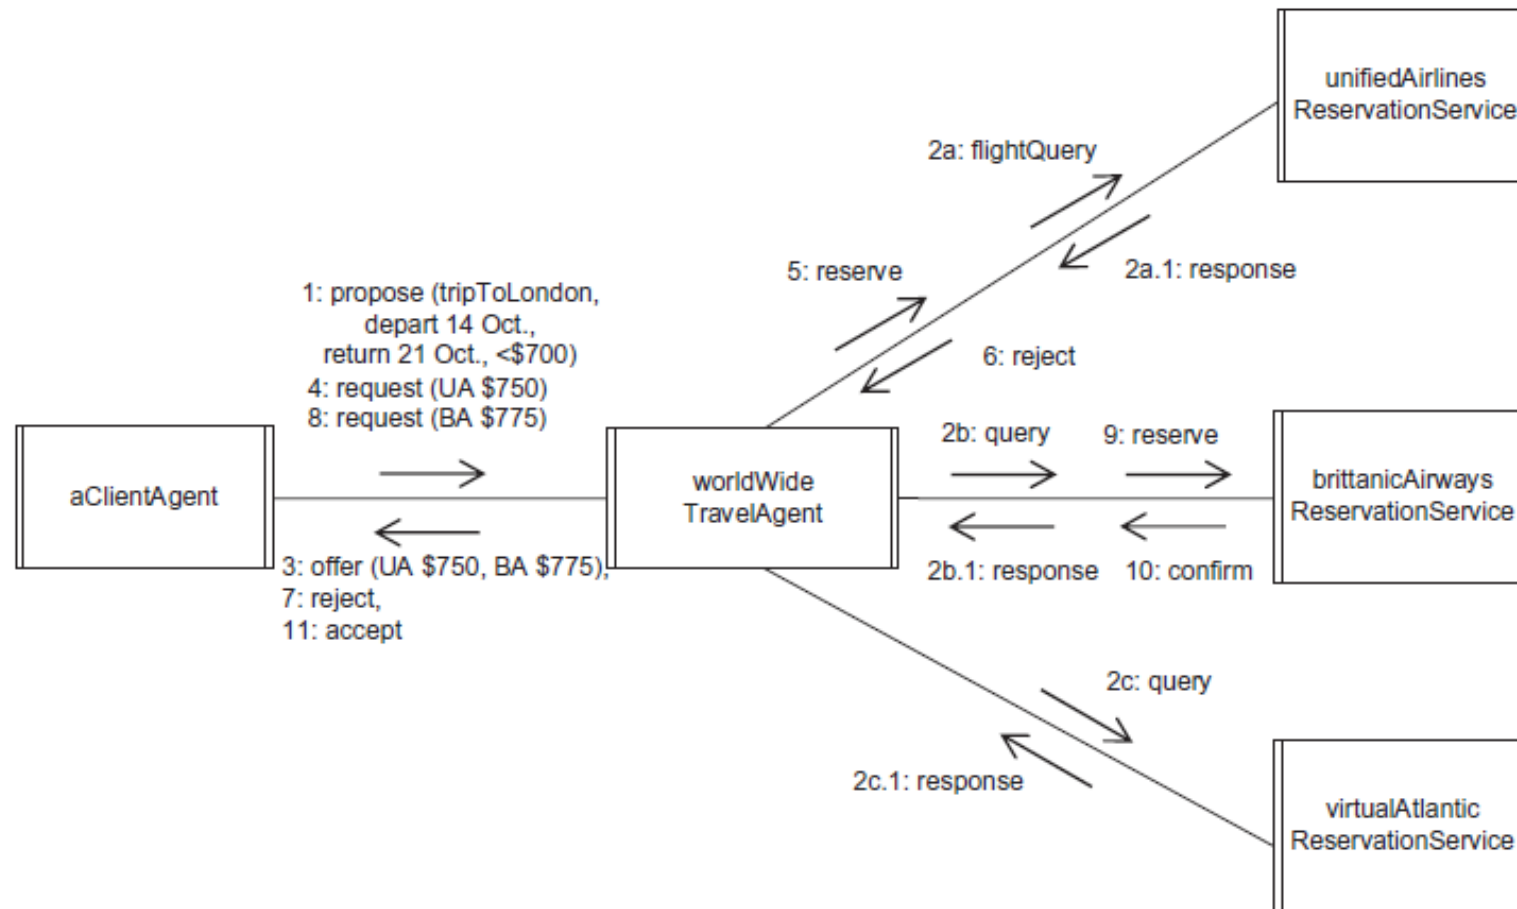 unifiedAirlines
ReservationService
2a: flightQuery
2a.1: response
5: reserve
6: reject
1: propose (tripToLondon,
depart 14 Oct.,
return 21 Oct., <$700)
4: request (UA $750)
8: request (BA $775)
aClientAgent
3: offer (UA $750, BA $775),
7: reject,
11: accept
worldWide
TravelAgent
2b: query
9: reserve
2b.1: response
10: confirm
brittanicAirways
ReservationService
2c: query
2c.1: response
virtualAtlantic
ReservationService